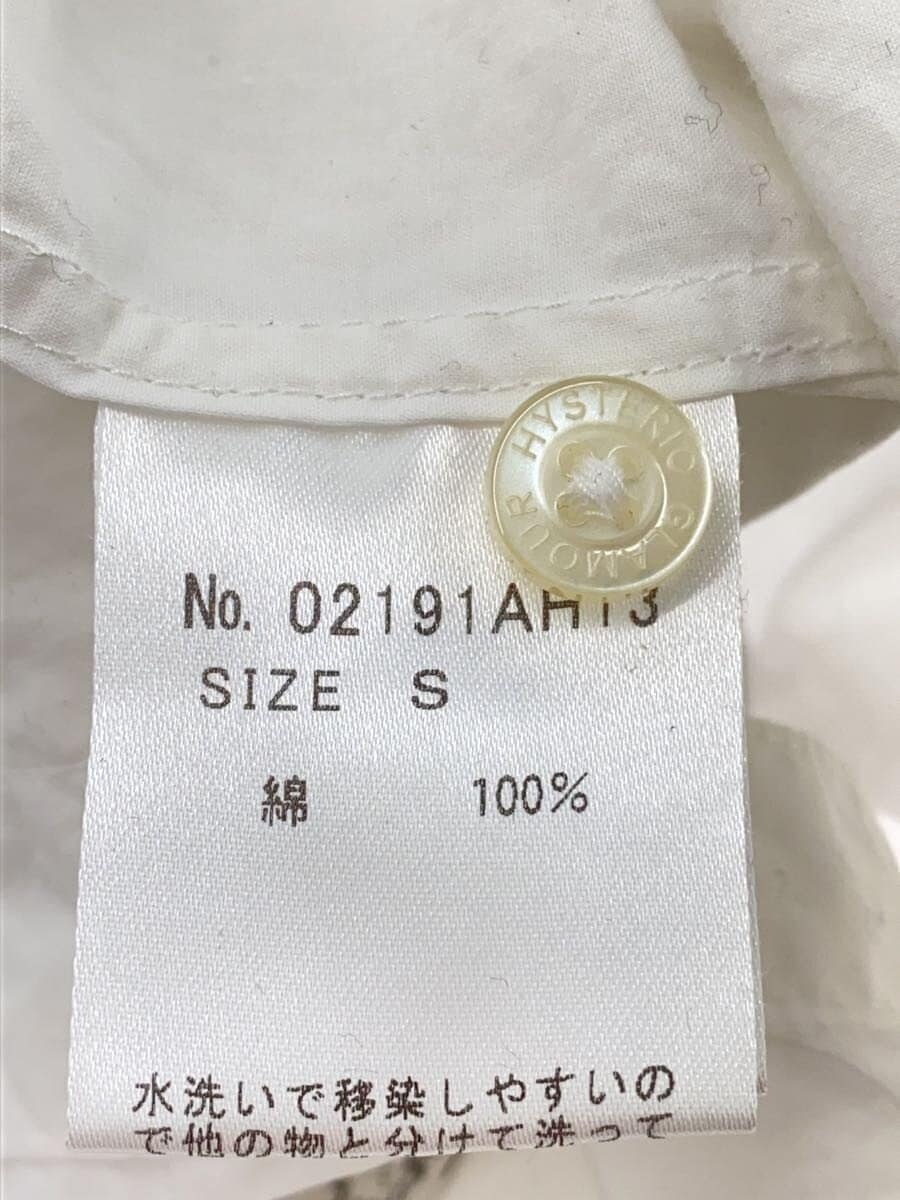 HYSTERIC GLAMOUR
No. 02191AH13
SIZE S
綿 100%
水洗いで移染しやすいの
で他の物と分けて洗って